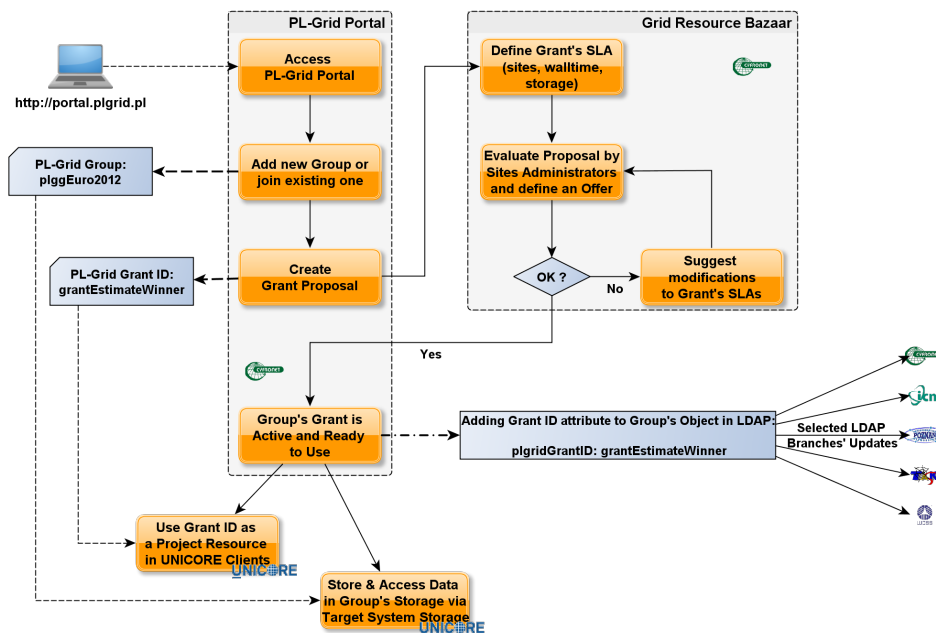 PL-Grid Portal
Grid Resource Bazaar
http://portal.plgrid.pl
Access
PL-Grid Portal
Define Grant's SLA
(sites, walltime,
storage)
CYFRONET
PL-Grid Group:
plggEuro2012
Add new Group or
join existing one
Evaluate Proposal by
Sites Administrators
and define an Offer
PL-Grid Grant ID:
grantEstimateWinner
Create
Grant Proposal
OK ?
No
Suggest
modifications
to Grant's SLAs
Yes
CYFRONET
Group's Grant is
Active and Ready
to Use
Adding Grant ID attribute to Group's Object in LDAP:
plgridGrantID: grantEstimateWinner
Selected LDAP
Branches' Updates
CYFRONET
icm
WCSS
Use Grant ID as
a Project Resource
in UNICORE Clients
UNICORE
Store & Access Data
in Group's Storage via
Target System Storage
UNICORE